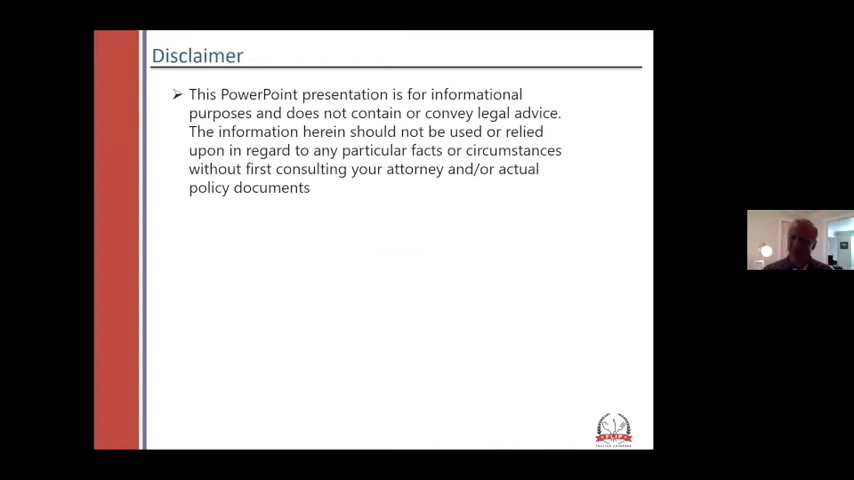 Disclaimer
➢ This PowerPoint presentation is for informational
purposes and does not contain or convey legal advice.
The information herein should not be used or relied
upon in regard to any particular facts or circumstances
without first consulting your attorney and/or actual
policy documents
FLIP